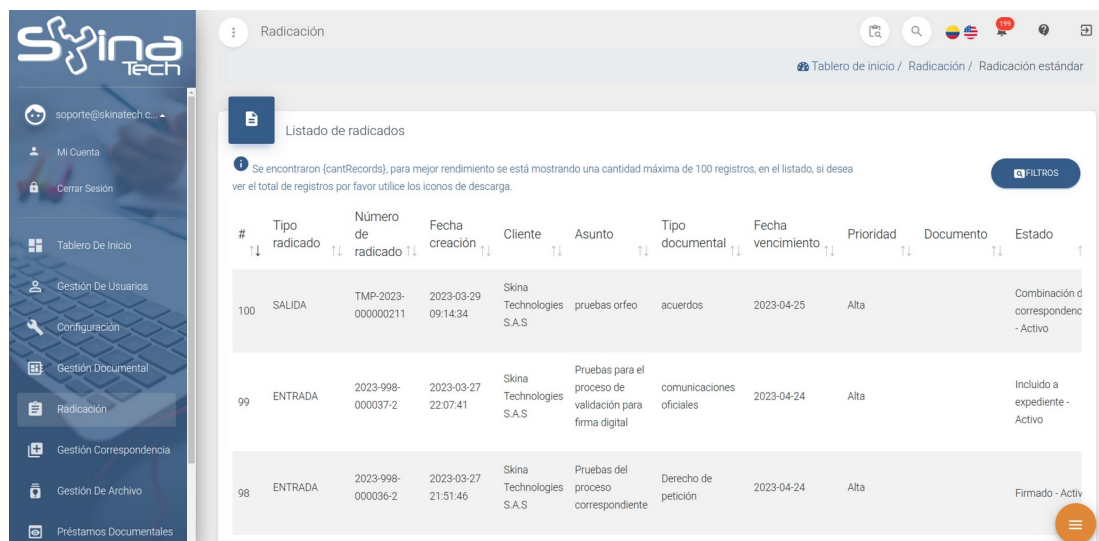 Skina
Tech
soporte@skinatech.c...
Mi Cuenta
Cerrar Sesión
Tablero De Inicio
Gestión De Usuarios
Configuración
Gestión Documental
Radicación
Gestión Correspondencia
Gestión De Archivo
Préstamos Documentales
Radicación
199
Tablero de inicio / Radicación / Radicación estándar
Listado de radicados
Se encontraron {cantRecords}, para mejor rendimiento se está mostrando una cantidad máxima de 100 registros, en el listado, si desea
ver el total de registros por favor utilice los iconos de descarga.
FILTROS
#
Tipo
radicado
Número
de
radicado
Fecha
creación
Cliente
Asunto
Tipo
documental
Fecha
vencimiento
Prioridad
Documento
Estado
100
SALIDA
TMP-2023-
000000211
2023-03-29
09:14:34
Skina
Technologies
S.A.S
pruebas orfeo
acuerdos
2023-04-25
Alta
Combinación d
correspondenc
- Activo
99
ENTRADA
2023-998-
000037-2
2023-03-27
22:07:41
Skina
Technologies
S.A.S
Pruebas para el
proceso de
validación para
firma digital
comunicaciones
oficiales
2023-04-24
Alta
Incluido a
expediente -
Activo
98
ENTRADA
2023-998-
000036-2
2023-03-27
21:51:46
Skina
Technologies
S.A.S
Pruebas del
proceso
correspondiente
Derecho de
petición
2023-04-24
Alta
Firmado - Activ